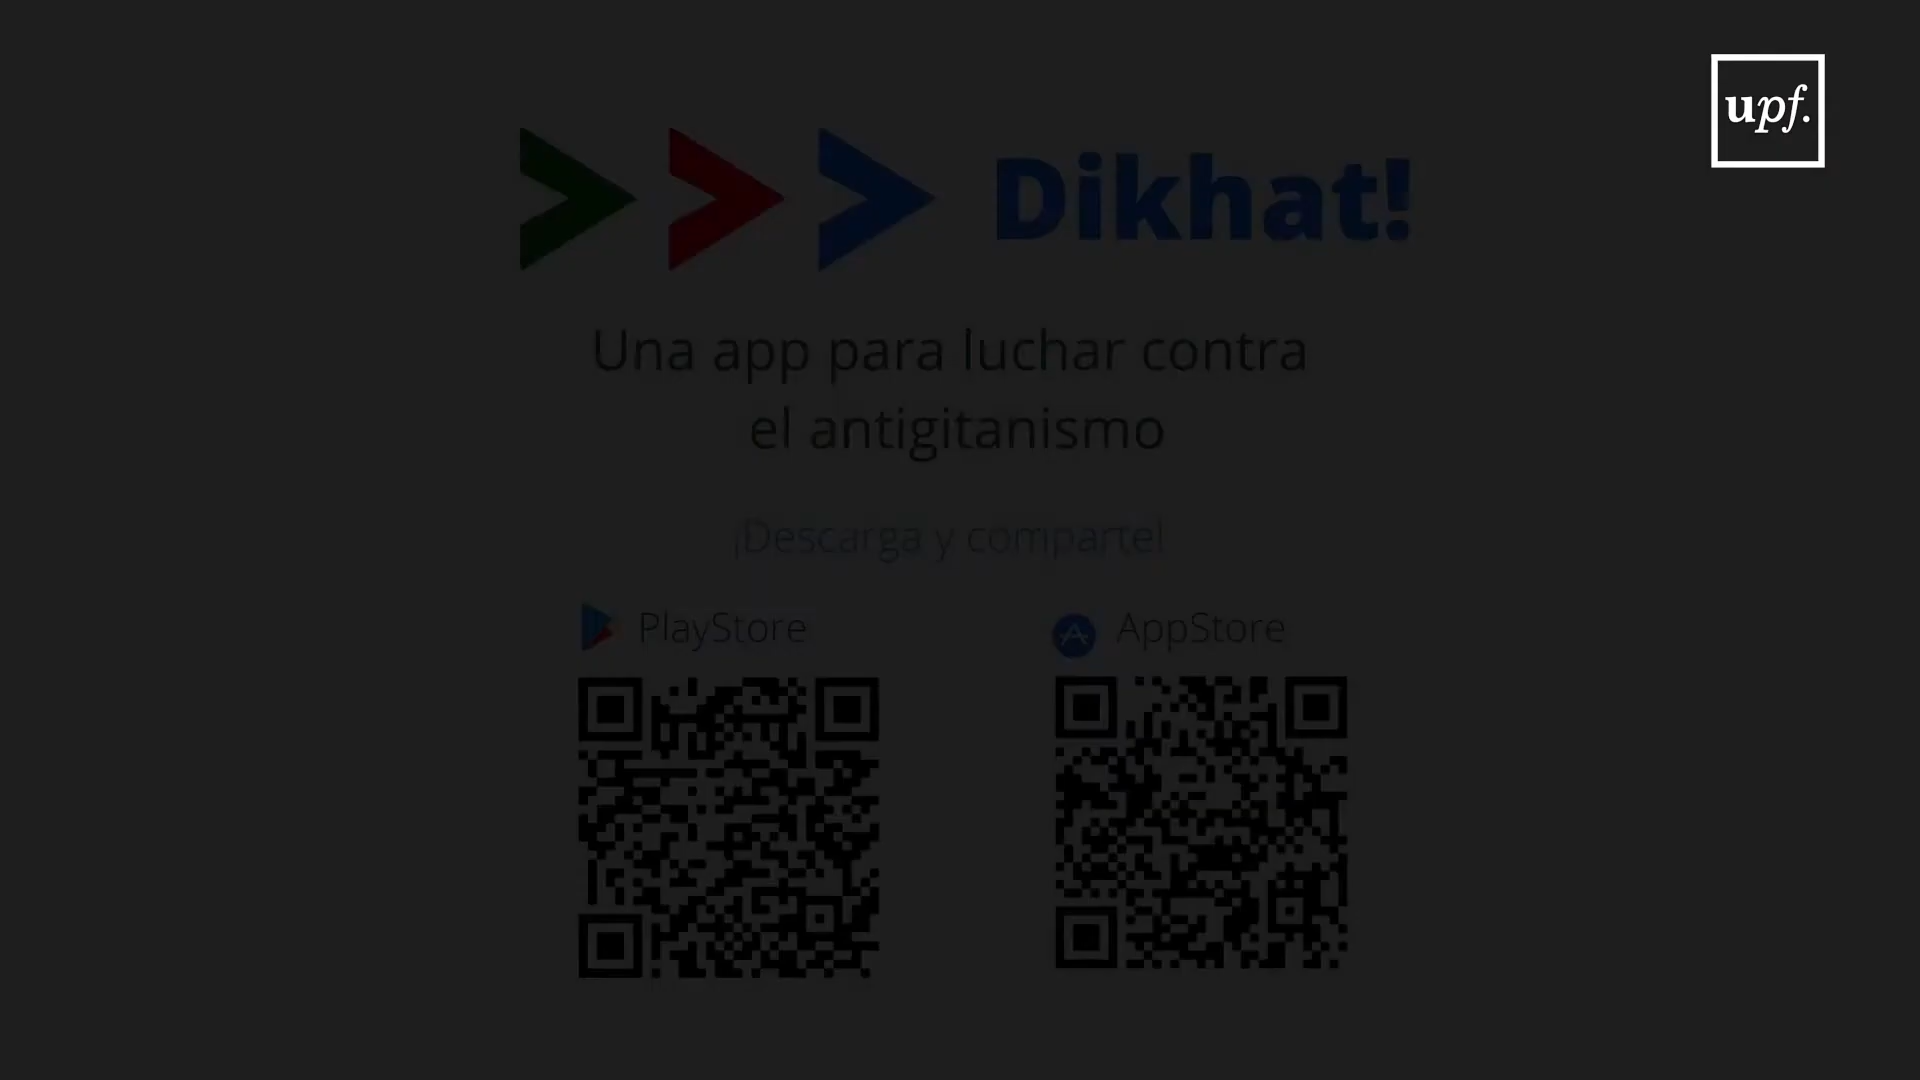 upf.
Dikhat!
Una app para luchar contra
el antigitanismo
¡Descarga y comparte!
PlayStore
AppStore